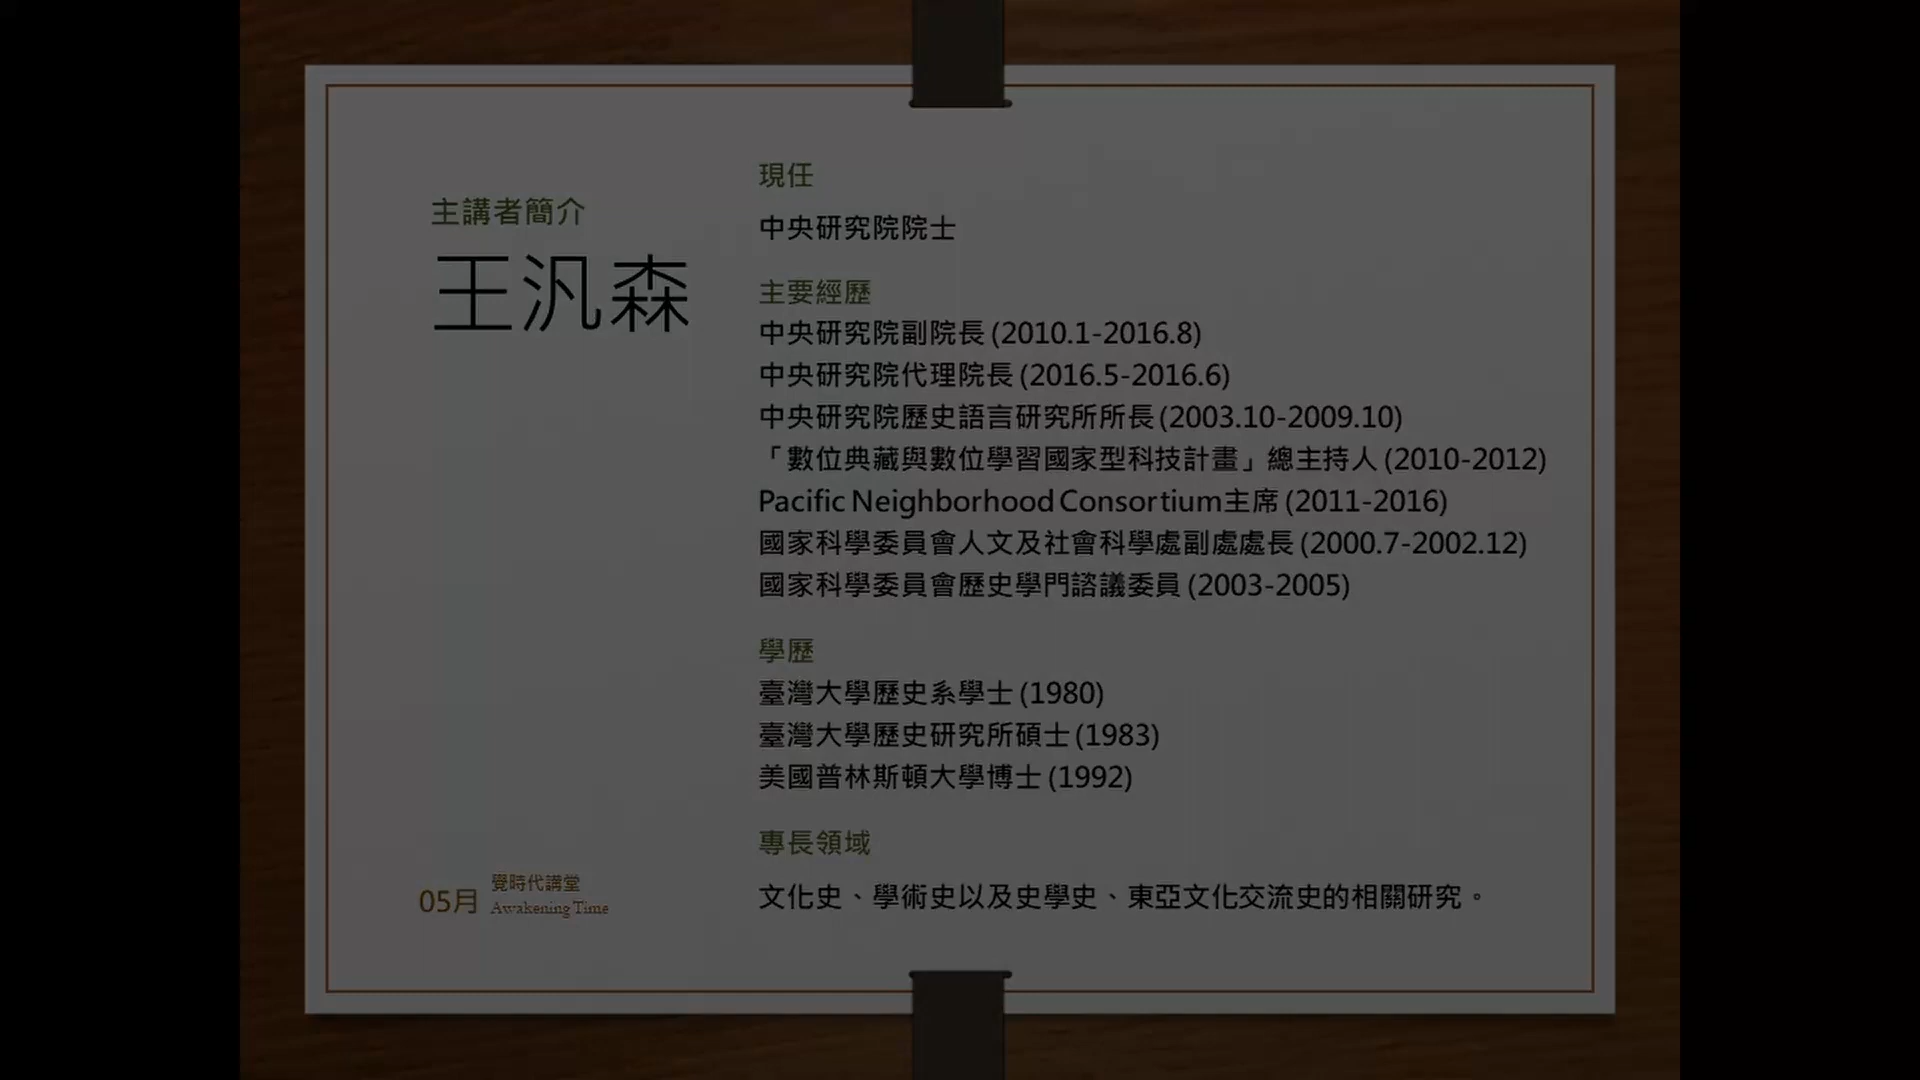 主講者簡介
王汎森
現任
中央研究院院士
主要經歷
中央研究院副院長 (2010.1-2016.8)
中央研究院代理院長 (2016.5-2016.6)
中央研究院歷史語言研究所所長 (2003.10-2009.10)
「數位典藏與數位學習國家型科技計畫」總主持人 (2010-2012)
Pacific Neighborhood Consortium主席 (2011-2016)
國家科學委員會人文及社會科學處副處處長 (2000.7-2002.12)
國家科學委員會歷史學門諮議委員 (2003-2005)
學歷
臺灣大學歷史系學士 (1980)
臺灣大學歷史研究所碩士 (1983)
美國普林斯頓大學博士 (1992)
專長領域
文化史、學術史以及史學史、東亞文化交流史的相關研究。
05月
覺時代講堂
Awakening Time